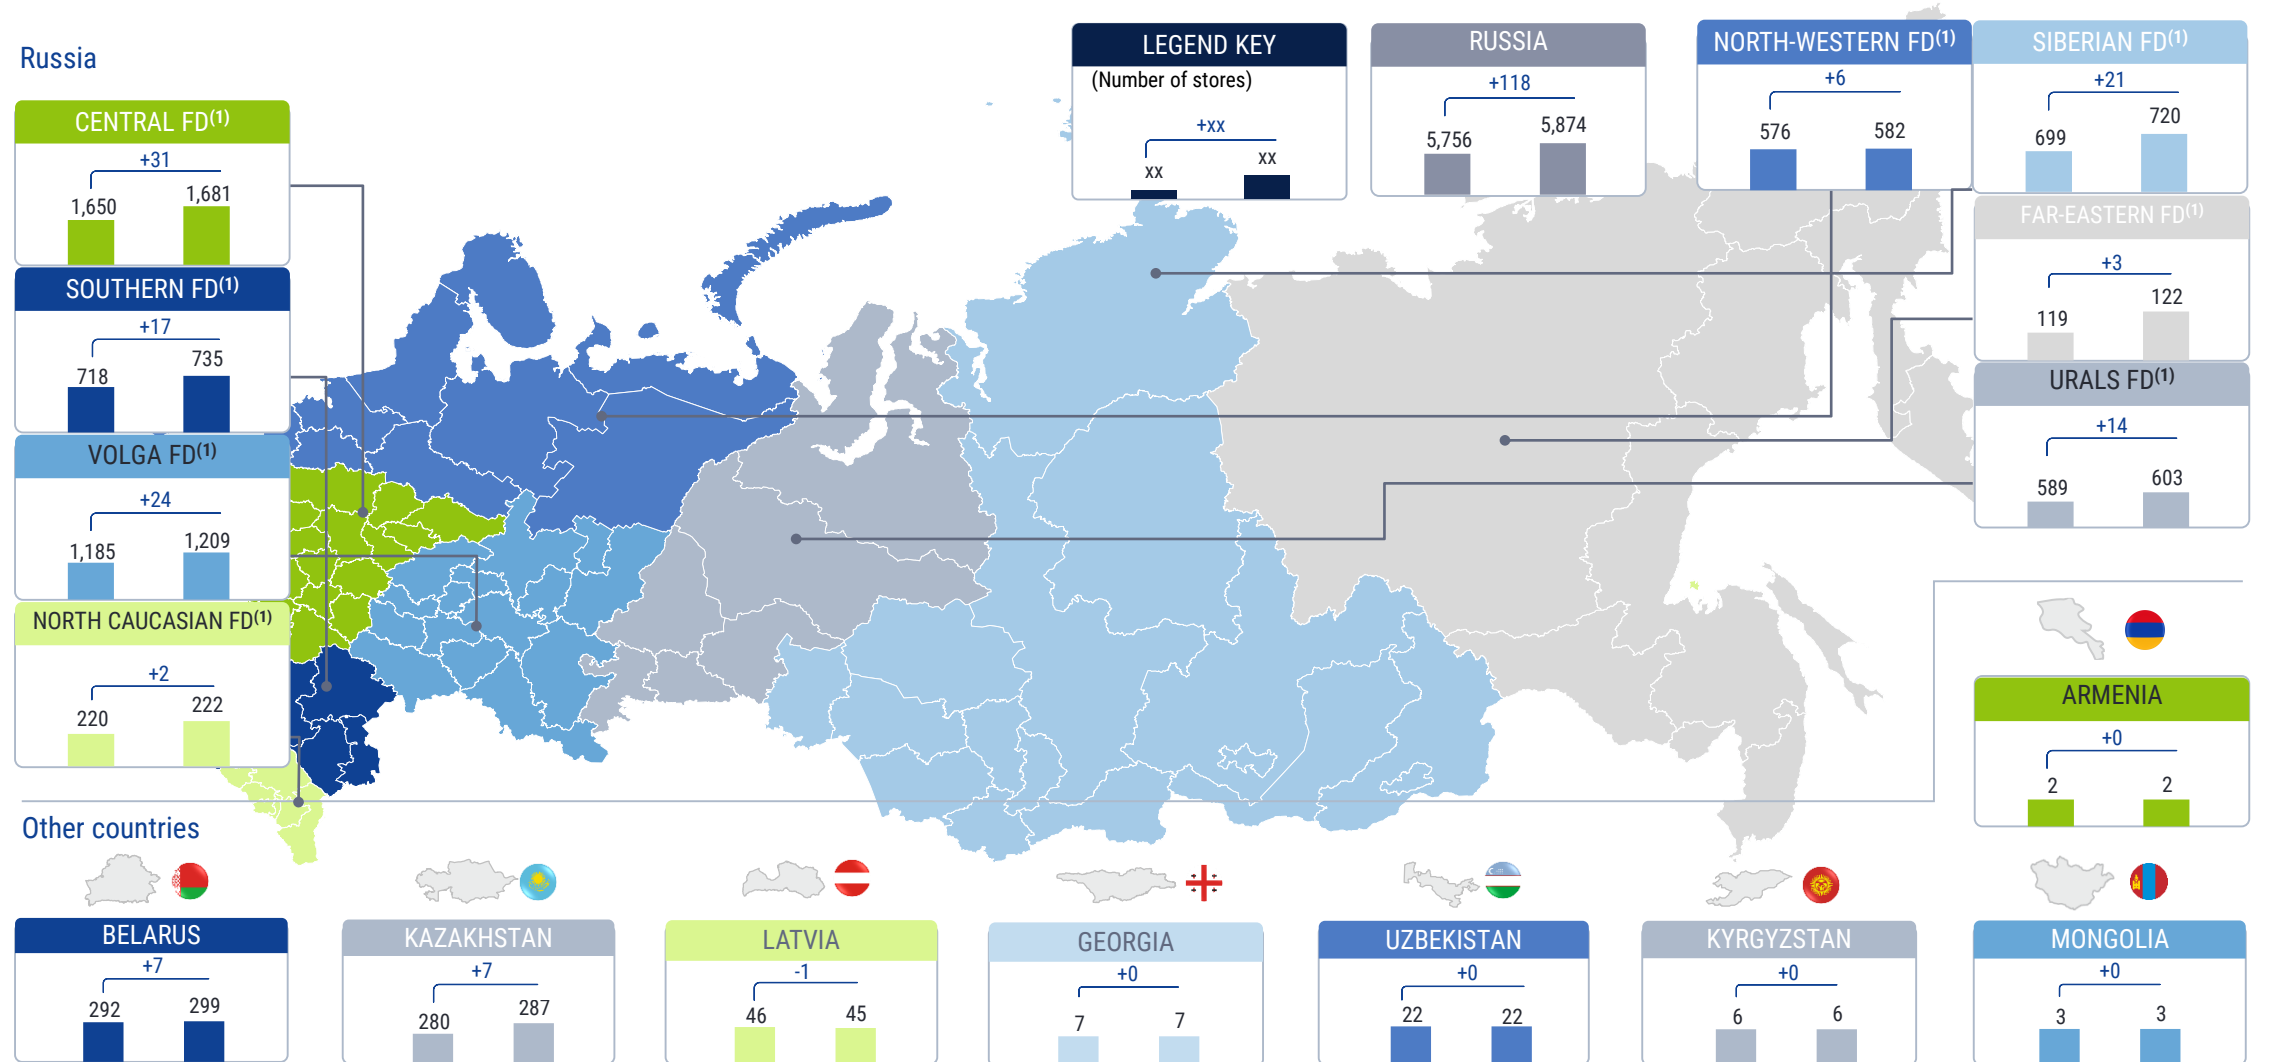 Russia
CENTRAL FD(1)
+31
1,650
1,681
SOUTHERN FD(1)
+17
718
735
VOLGA FD(1)
+24
1,185
1,209
NORTH CAUCASIAN FD(1)
+2
220
222
LEGEND KEY
(Number of stores)
+xx
xx
xx
RUSSIA
+118
5,756
5,874
NORTH-WESTERN FD(1)
+6
576
582
SIBERIAN FD(1)
+21
699
720
FAR-EASTERN FD(1)
+3
119
122
URALS FD(1)
+14
589
603
ARMENIA
+0
2
2
Other countries
BELARUS
+7
292
299
KAZAKHSTAN
+7
280
287
LATVIA
-1
46
45
GEORGIA
+0
7
7
UZBEKISTAN
+0
22
22
KYRGYZSTAN
+0
6
6
MONGOLIA
+0
3
3